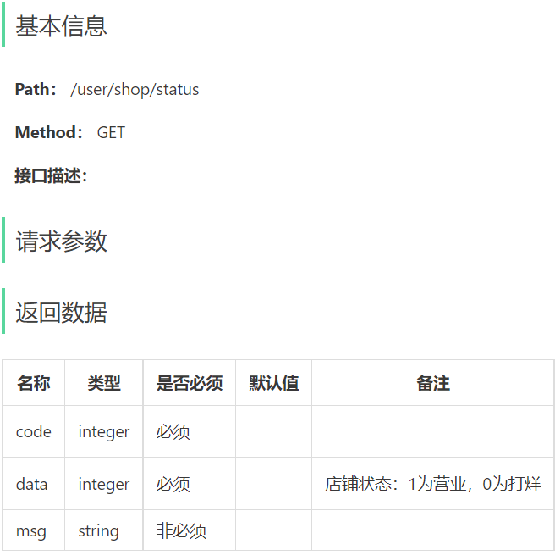 基本信息
Path： /user/shop/status
Method： GET
接口描述：
请求参数
返回数据
名称 类型 是否必须 默认值 备注
code integer 必须
data integer 必须 店铺状态：1为营业，0为打烊
msg string 非必须